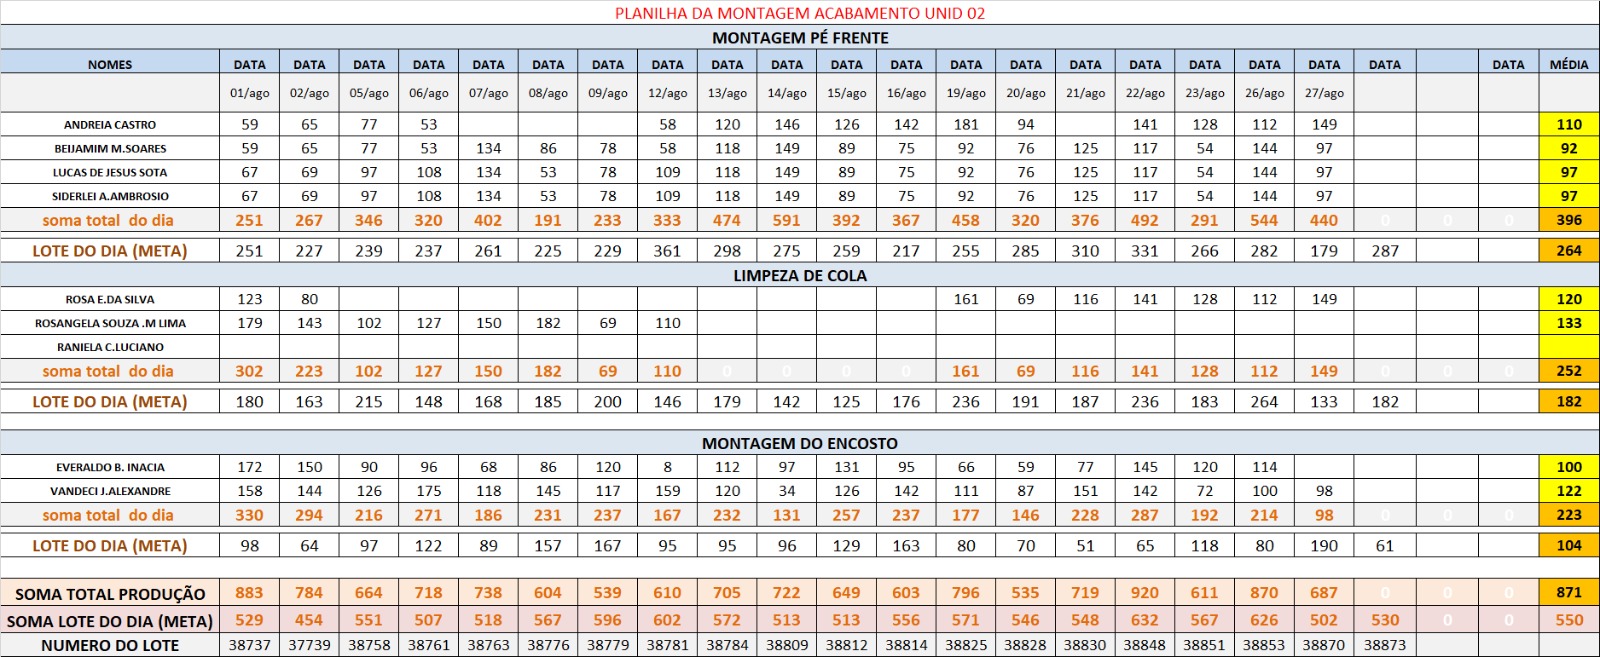 PLANILHA DA MONTAGEM ACABAMENTO UNID 02
MONTAGEM PÉ FRENTE
NOMES DATA DATA DATA DATA DATA DATA DATA DATA DATA DATA DATA DATA DATA DATA DATA DATA DATA DATA DATA DATA DATA MÉDIA
01/ago 02/ago 05/ago 06/ago 07/ago 08/ago 09/ago 12/ago 13/ago 14/ago 15/ago 16/ago 19/ago 20/ago 21/ago 22/ago 23/ago 26/ago 27/ago
ANDREIA CASTRO 59 65 77 53 58 120 146 126 142 181 94 141 128 112 149 110
BEIJAMIM M.SOARES 59 65 77 53 134 86 78 58 118 149 89 75 92 76 125 117 54 144 97 92
LUCAS DE JESUS SOTA 67 69 97 108 134 53 78 109 118 149 89 75 92 76 125 117 54 144 97 97
SIDERLEI A.AMBROSIO 67 69 97 108 134 53 78 109 118 149 89 75 92 76 125 117 54 144 97 97
soma total do dia 251 267 346 320 402 191 233 333 474 591 392 367 458 320 376 492 291 544 440 0 0 0 396
LOTE DO DIA (META) 251 227 239 237 261 225 229 361 298 275 259 217 255 285 310 331 266 282 179 287 264
LIMPEZA DE COLA
ROSA E.DA SILVA 123 80 161 69 116 141 128 112 149 120
ROSANGELA SOUZA .M LIMA 179 143 102 127 150 182 69 110 133
RANIELA C.LUCIANO
soma total do dia 302 223 102 127 150 182 69 110 0 0 0 0 161 69 116 141 128 112 149 0 0 0 252
LOTE DO DIA (META) 180 163 215 148 168 185 200 146 179 142 125 176 236 191 187 236 183 264 133 182 182
MONTAGEM DO ENCOSTO
EVERALDO B. INACIA 172 150 90 96 68 86 120 8 112 97 131 95 66 59 77 145 120 114 100
VANDECI J.ALEXANDRE 158 144 126 175 118 145 117 159 120 34 126 142 111 87 151 142 72 100 98 122
soma total do dia 330 294 216 271 186 231 237 167 232 131 257 237 177 146 228 287 192 214 98 0 0 0 223
LOTE DO DIA (META) 98 64 97 122 89 157 167 95 95 96 129 163 80 70 51 65 118 80 190 61 104
SOMA TOTAL PRODUÇÃO 883 784 664 718 738 604 539 610 705 722 649 603 796 535 719 920 611 870 687 0 0 0 871
SOMA LOTE DO DIA (META) 529 454 551 507 518 567 596 602 572 513 513 556 571 546 548 632 567 626 502 530 0 0 550
NUMERO DO LOTE 38737 37739 38758 38761 38763 38776 38779 38781 38784 38809 38812 38814 38825 38828 38830 38848 38851 38853 38870 38873